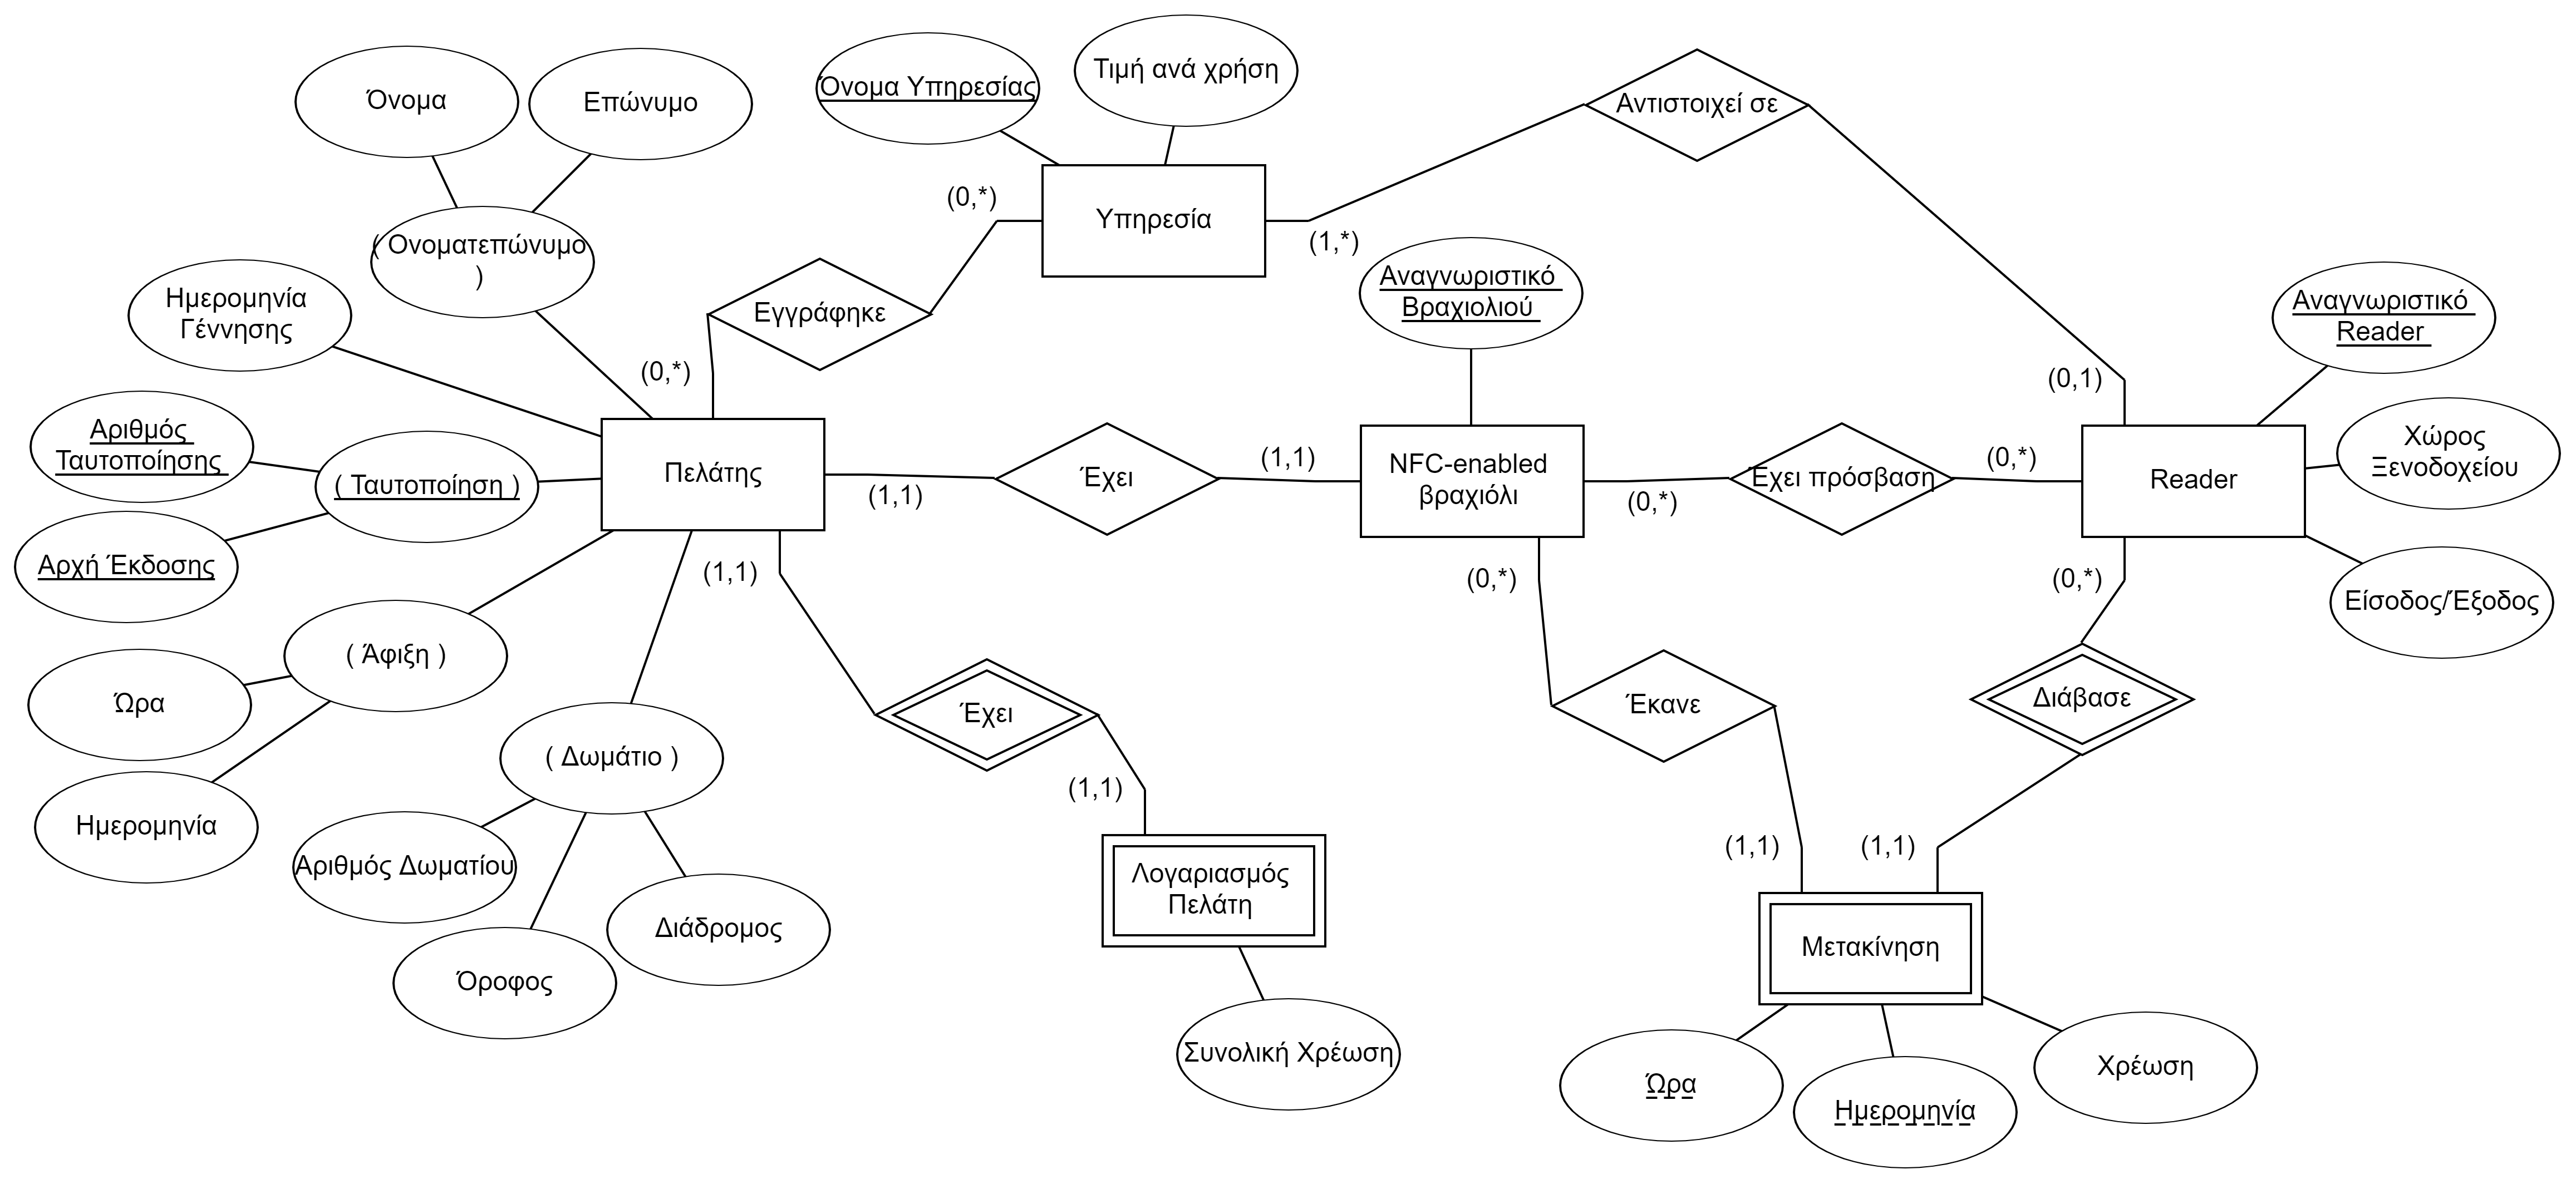 Όνομα
Επώνυμο
( Ονοματεπώνυμο
)
Ημερομηνία
Γέννησης
Αριθμός
Ταυτοποίησης
( Ταυτοποίηση )
Αρχή Έκδοσης
( Άφιξη )
Ώρα
Ημερομηνία
( Δωμάτιο )
Αριθμός Δωματίου
Όροφος
Διάδρομος
Πελάτης
(0,*)
Εγγράφηκε
(0,*)
Όνομα Υπηρεσίας
Τιμή ανά χρήση
Υπηρεσία
(1,*)
Αντιστοιχεί σε
(0,1)
(1,1)
Έχει
(1,1)
Αναγνωριστικό
Βραχιολιού
NFC-enabled
βραχιόλι
(0,*)
Έχει πρόσβαση
(0,*)
Αναγνωριστικό
Reader
Χώρος
Ξενοδοχείου
Είσοδος/Έξοδος
Reader
(1,1)
Έχει
(1,1)
Λογαριασμός
Πελάτη
Συνολική Χρέωση
(0,*)
Έκανε
(1,1)
(0,*)
Διάβασε
(1,1)
Μετακίνηση
Ώρα
Ημερομηνία
Χρέωση